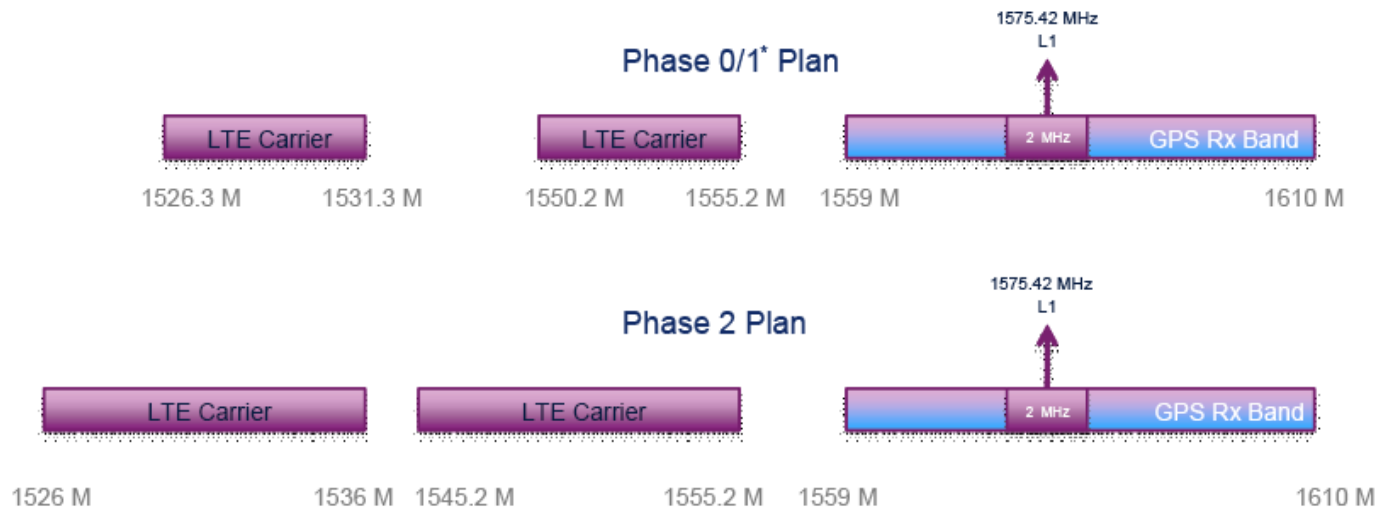 1575.42 MHz
L1
Phase 0/1* Plan
LTE Carrier LTE Carrier 2 MHz GPS Rx Band
1526.3 M 1531.3 M 1550.2 M 1555.2 M 1559 M 1610 M
1575.42 MHz
L1
Phase 2 Plan
LTE Carrier LTE Carrier 2 MHz GPS Rx Band
1526 M 1536 M 1545.2 M 1555.2 M 1559 M 1610 M